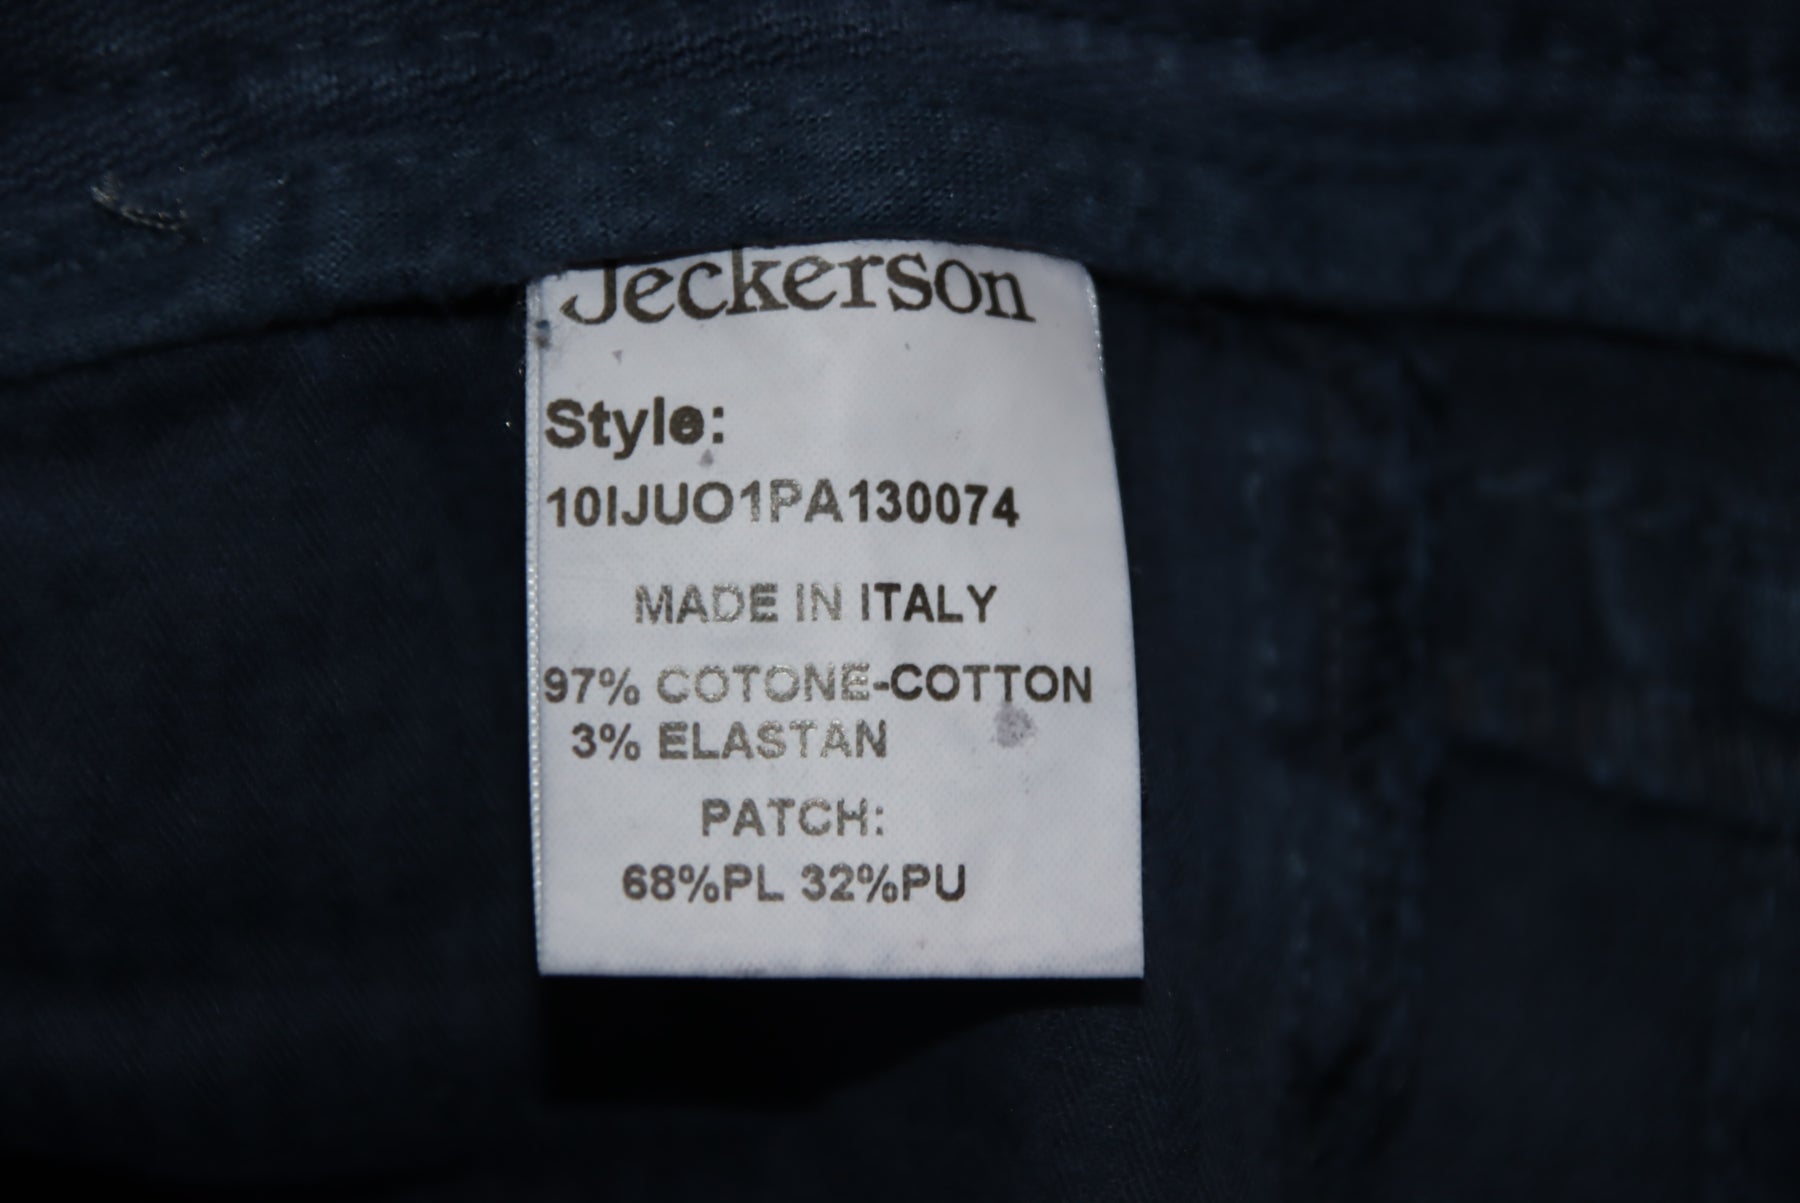 Jeckerson
Style:
10IJUO1PA130074
MADE IN ITALY
97% COTONE-COTTON
3% ELASTAN
PATCH:
68%PL 32%PU